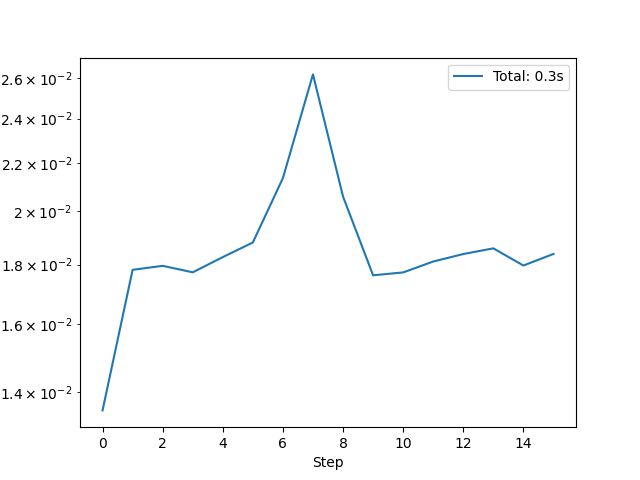 Total: 0.3s
2.6 × 10⁻²
2.4 × 10⁻²
2.2 × 10⁻²
2 × 10⁻²
1.8 × 10⁻²
1.6 × 10⁻²
1.4 × 10⁻²
0 2 4 6 8 10 12 14
Step